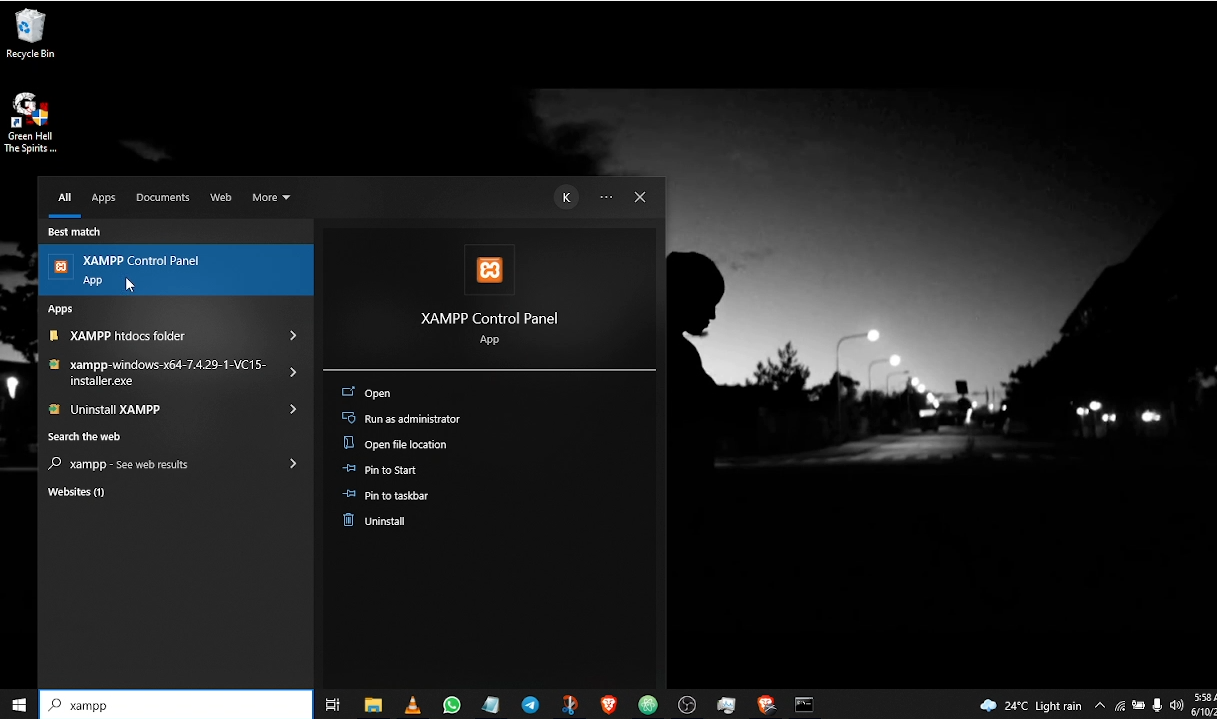 Recycle Bin
Green Hell
The Spirits ...
All Apps Documents Web More K ... 
Best match
XAMPP Control Panel
App
Apps
XAMPP htdocs folder
xampp-windows-x64-7.4.29-1-VC15-
installer.exe
Uninstall XAMPP
Search the web
xampp - See web results
Websites (1)
XAMPP Control Panel
App
Open
Run as administrator
Open file location
Pin to Start
Pin to taskbar
Uninstall
xampp
24°C Light rain
5:58 A
6/10/2